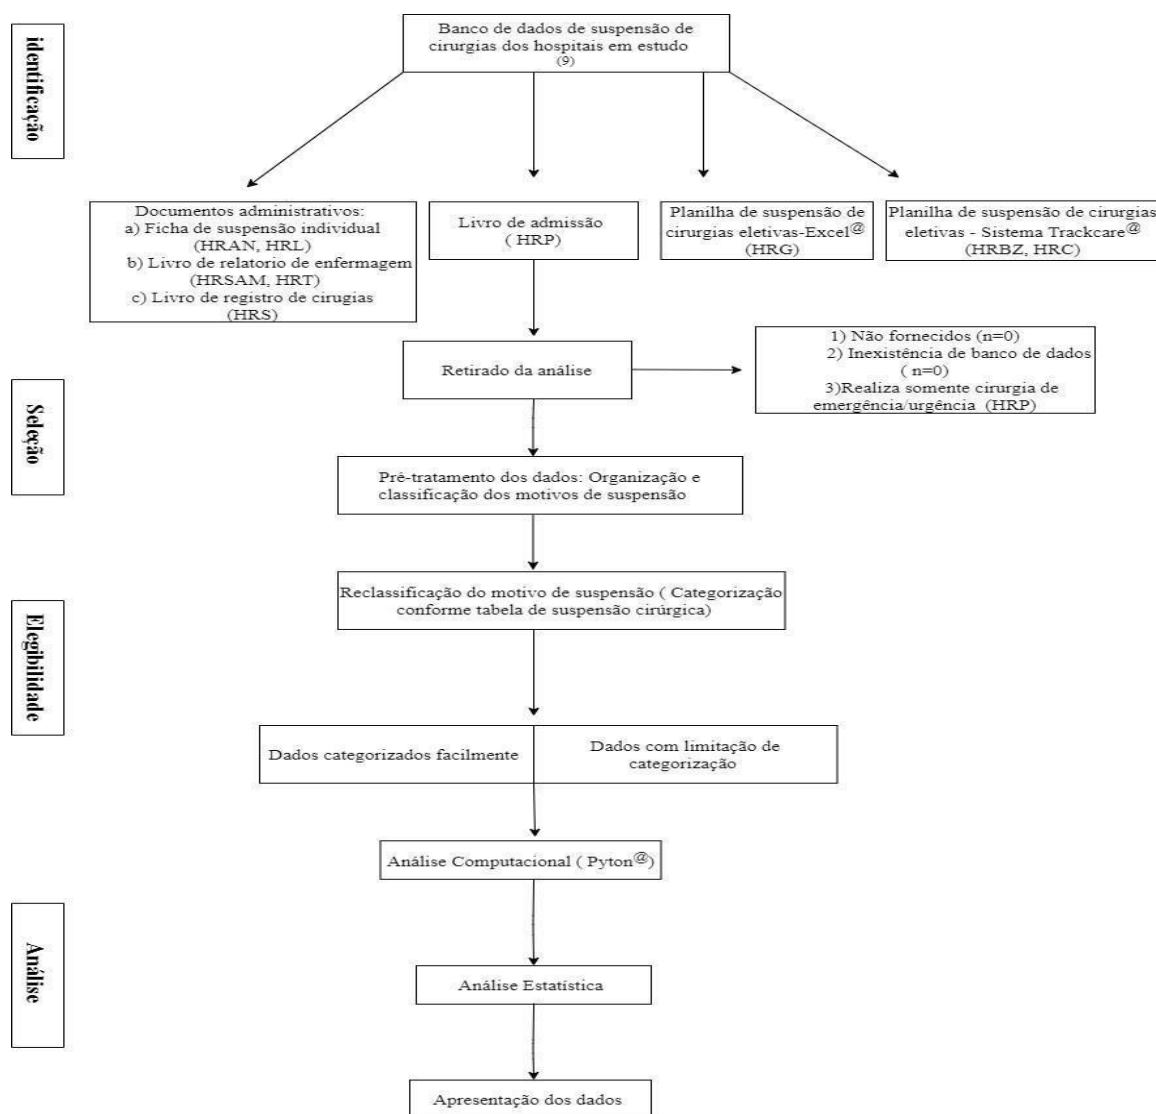 identificação
Banco de dados de suspensão de
cirurgias dos hospitais em estudo
(9)
Documentos administrativos:
a) Ficha de suspensão individual
(HRAN, HRL)
b) Livro de relatorio de enfermagem
(HRSAM, HRT)
c) Livro de registro de cirugias
(HRS)
Livro de admissão
( HRP)
Planilha de suspensão de
cirurgias eletivas-Excel@
(HRG)
Planilha de suspensão de cirurgias
eletivas - Sistema Trackcare@
(HRBZ, HRC)
Seleção
Retirado da análise
1) Não fornecidos (n=0)
2) Inexistência de banco de dados
( n=0)
3)Realiza somente cirurgia de
emergência/urgência (HRP)
Pré-tratamento dos dados: Organização e
classificação dos motivos de suspensão
Elegibilidade
Reclassificação do motivo de suspensão ( Categorização
conforme tabela de suspensão cirúrgica)
Dados categorizados facilmente
Dados com limitação de
categorização
Análise
Análise Computacional ( Pyton@)
Análise Estatística
Apresentação dos dados